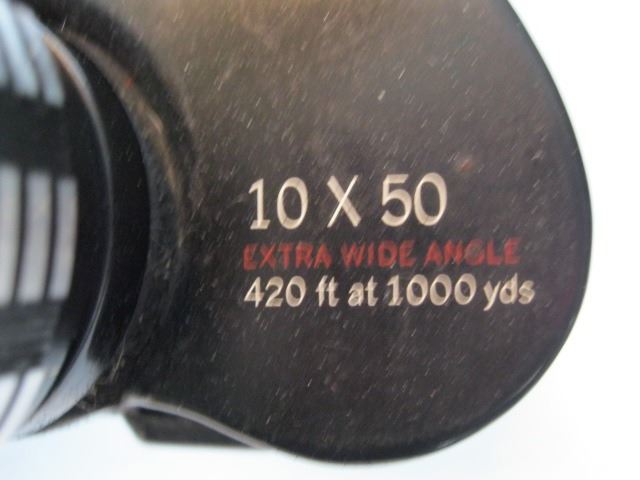 10 X 50
EXTRA WIDE ANGLE
420 ft at 1000 yds